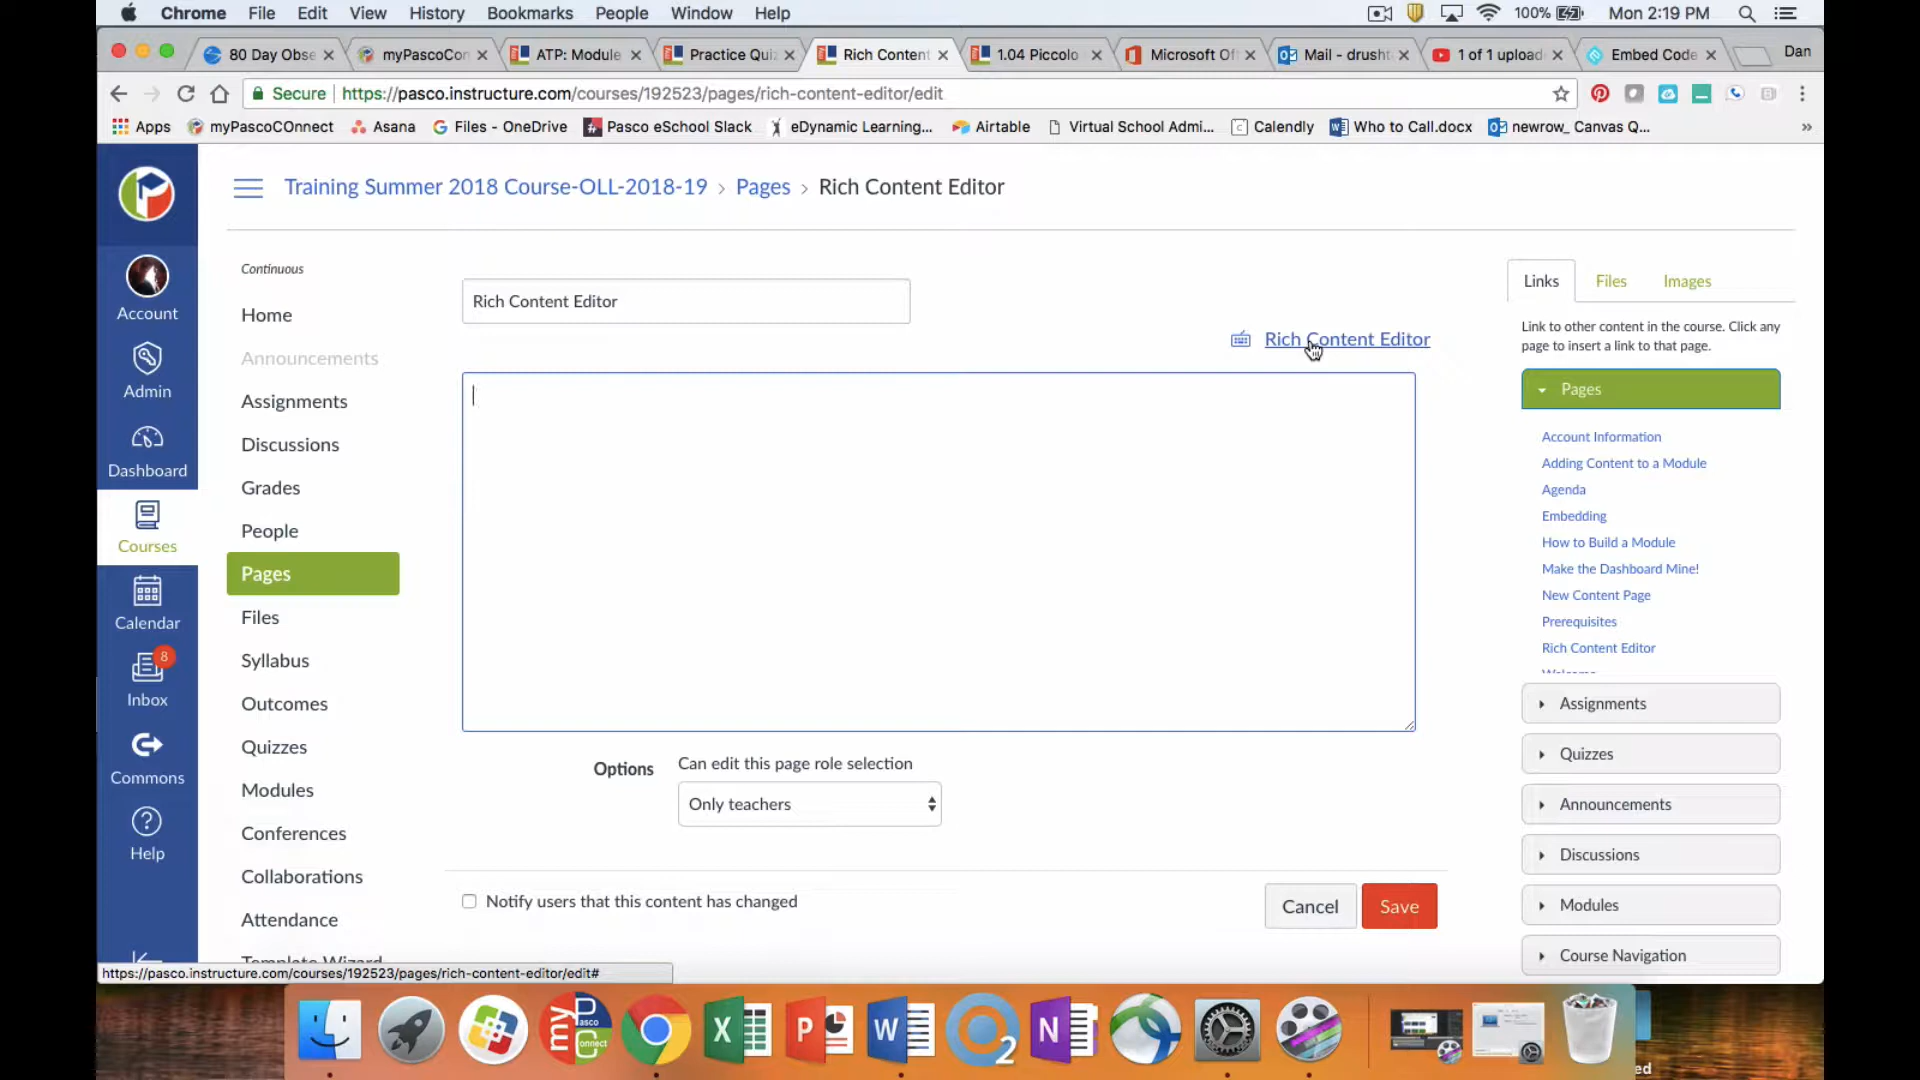 Chrome File Edit View History Bookmarks People Window Help 100% Mon 2:19 PM
80 Day Obse myPascoCon ATP: Module Practice Quiz Rich Content 1.04 Piccolo Microsoft Of Mail - drusht 1 of 1 upload Embed Code Dan
Secure https://pasco.instructure.com/courses/192523/pages/rich-content-editor/edit
Apps myPascoCOnnect Asana Files - OneDrive Pasco eSchool Slack eDynamic Learning... Airtable Virtual School Admi... Calendly Who to Call.docx newrow_ Canvas Q... »
Training Summer 2018 Course-OLL-2018-19 › Pages › Rich Content Editor
Account
Admin
Dashboard
Courses
Calendar
8
Inbox
Commons
Help
Continuous
Home
Announcements
Assignments
Discussions
Grades
People
Pages
Files
Syllabus
Outcomes
Quizzes
Modules
Conferences
Collaborations
Attendance
Template Wizard
Rich Content Editor
Rich Content Editor
Options Can edit this page role selection
Only teachers
Notify users that this content has changed
Cancel Save
Links Files Images
Link to other content in the course. Click any
page to insert a link to that page.
Pages
Account Information
Adding Content to a Module
Agenda
Embedding
How to Build a Module
Make the Dashboard Mine!
New Content Page
Prerequisites
Rich Content Editor
Welcome
Assignments
Quizzes
Announcements
Discussions
Modules
Course Navigation
https://pasco.instructure.com/courses/192523/pages/rich-content-editor/edit#
my Pasco Connect X P W 2 N
ed